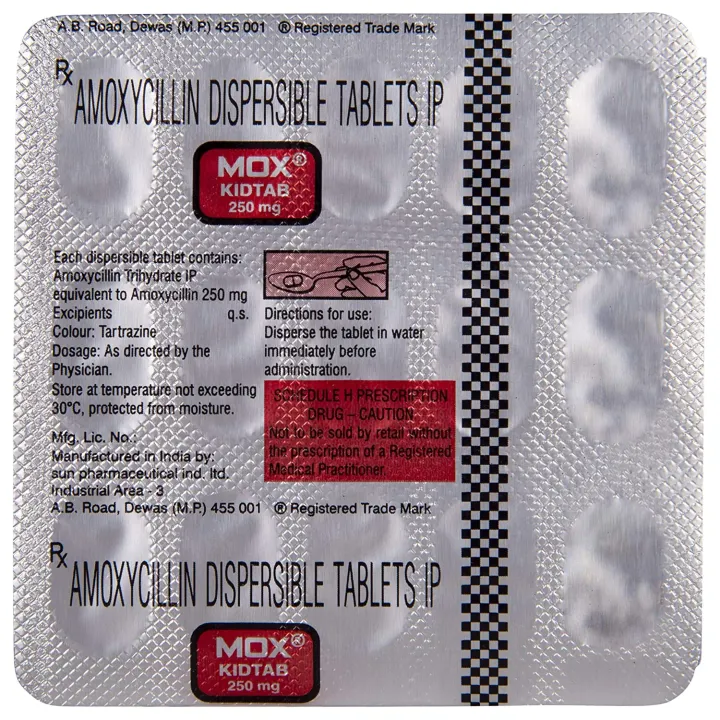 A.B. Road, Dewas (M.P.) 455 001 ® Registered Trade Mark
Rx
AMOXYCILLIN DISPERSIBLE TABLETS IP
MOX®
KIDTAB
250 mg
Each dispersible tablet contains:
Amoxycillin Trihydrate IP
equivalent to Amoxycillin 250 mg
Excipients q.s.
Colour: Tartrazine
Dosage: As directed by the
Physician.
Store at temperature not exceeding
30°C, protected from moisture.
Mfg. Lic. No.:
Manufactured in India by:
sun pharmaceutical ind. ltd.
Industrial Area - 3
A.B. Road, Dewas (M.P.) 455 001 ® Registered Trade Mark
Directions for use:
Disperse the tablet in water
immediately before
administration.
SCHEDULE H PRESCRIPTION
DRUG – CAUTION
Not to be sold by retail without
the prascription of a Registered
Medical Practitioner.
Rx
AMOXYCILLIN DISPERSIBLE TABLETS IP
MOX®
KIDTAB
250 mg